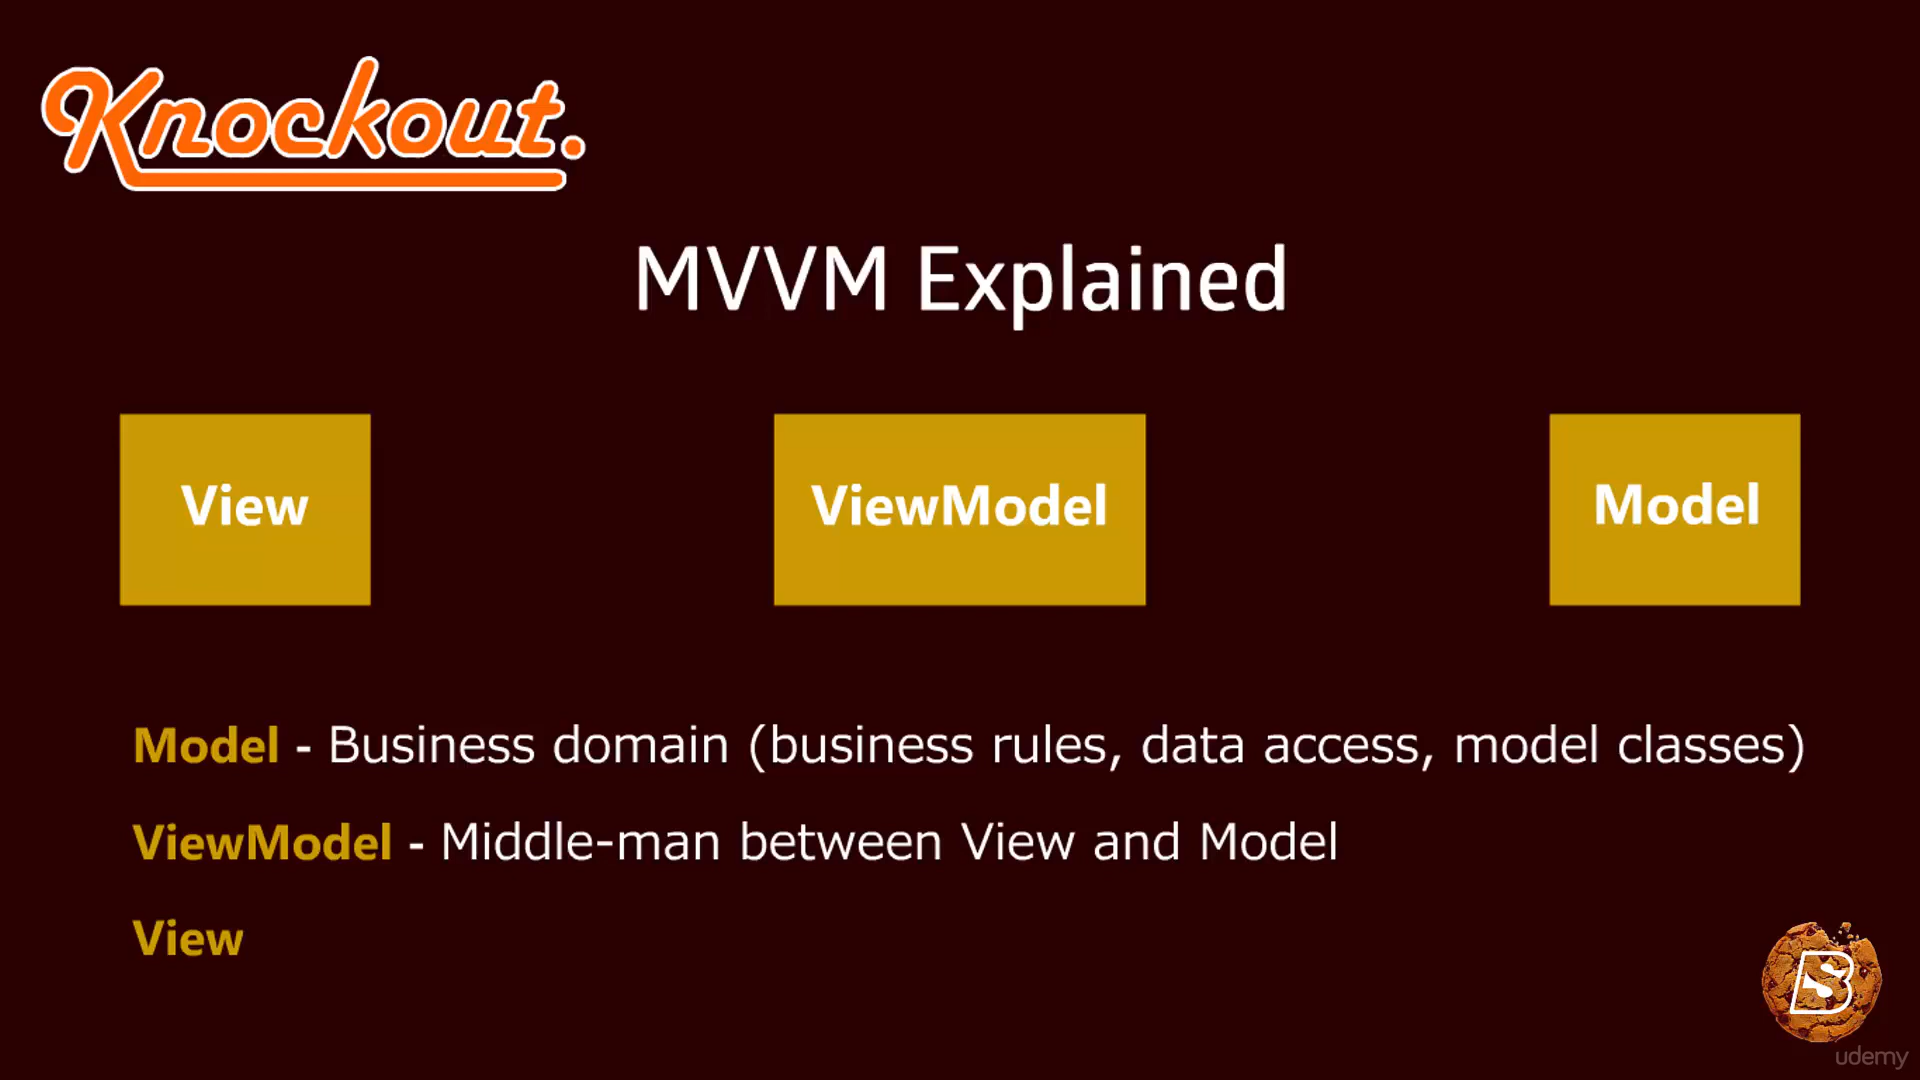 Knockout.
MVVM Explained
View
ViewModel
Model
Model - Business domain (business rules, data access, model classes)
ViewModel - Middle-man between View and Model
View
B
udemy